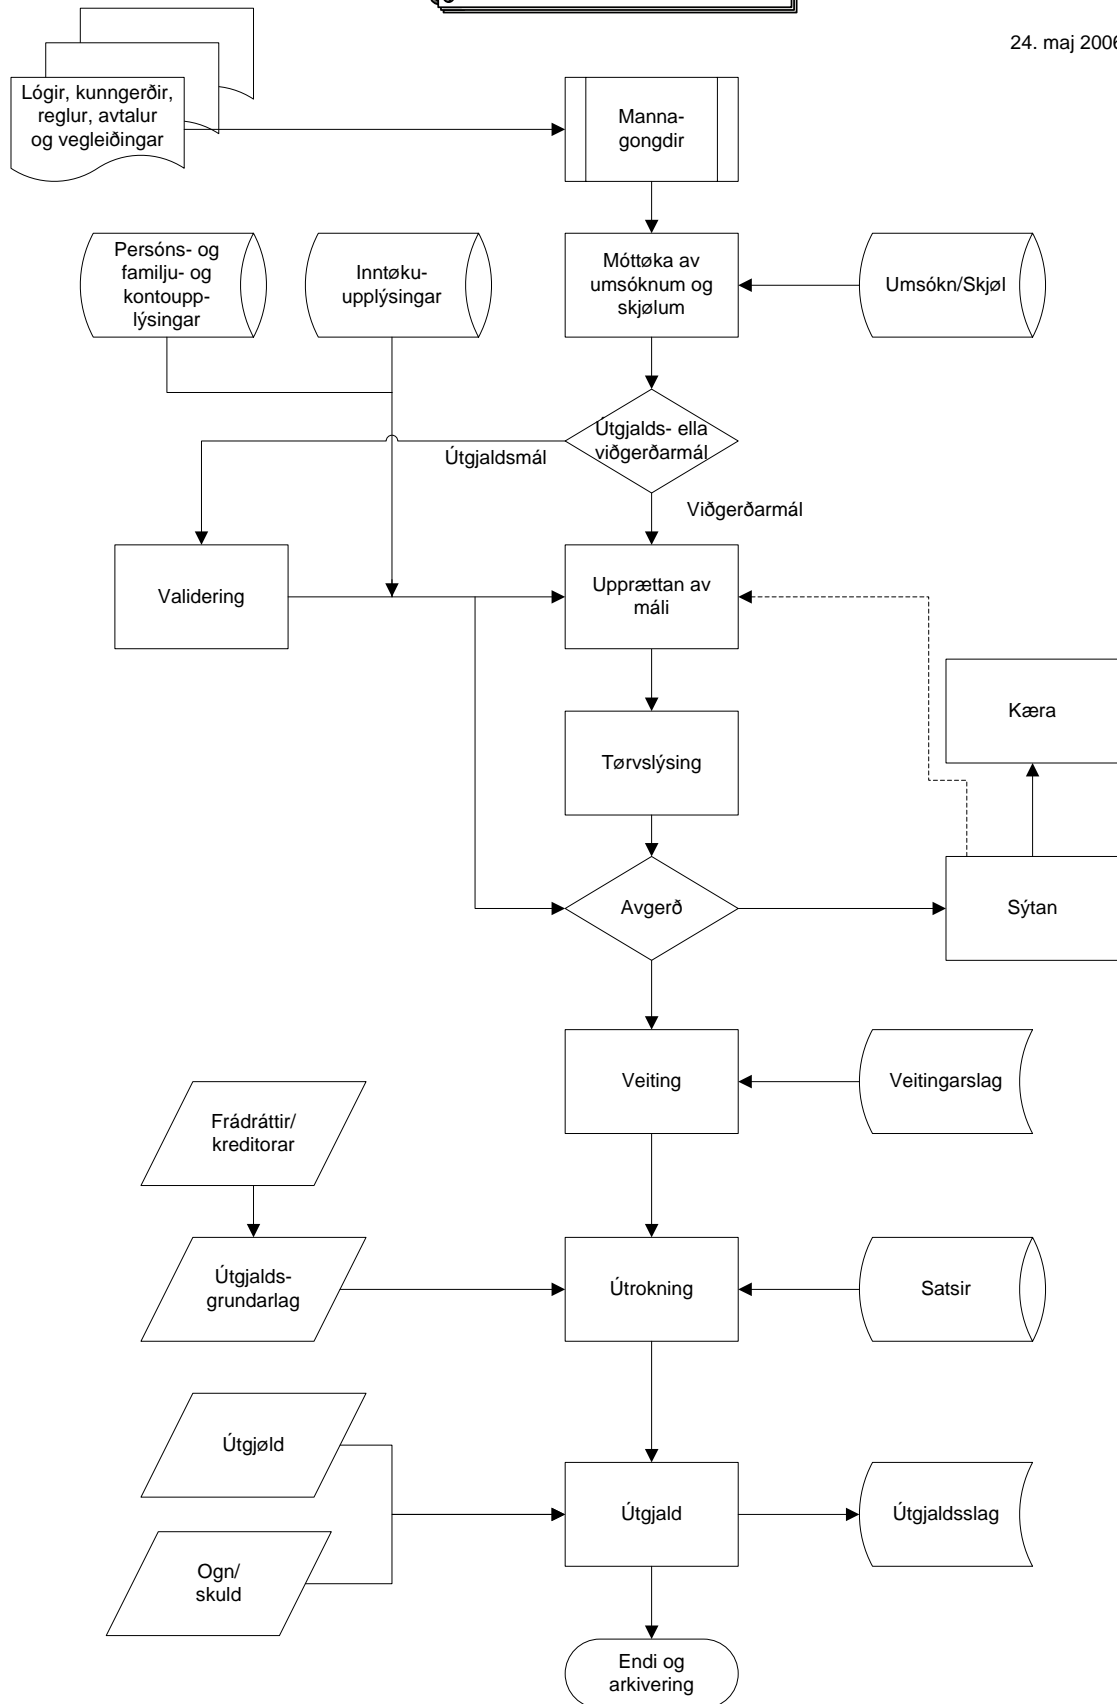 24. maj 2006
Lógir, kunngerðir,
reglur, avtalur
og vegleiðingar
Manna-
gongdir
Persóns- og
familju- og
kontoupp-
lýsingar
Inntøku-
upplýsingar
Móttøka av
umsóknum og
skjølum
Umsókn/Skjøl
Útgjalds- ella
viðgerðarmál
Útgjaldsmál
Viðgerðarmál
Validering
Upprættan av
máli
Kæra
Tørvslýsing
Avgerð
Sýtan
Veiting
Veitingarslag
Frádráttir/
kreditorar
Útgjalds-
grundarlag
Útrokning
Satsir
Útgjøld
Útgjald
Útgjaldsslag
Ogn/
skuld
Endi og
arkivering